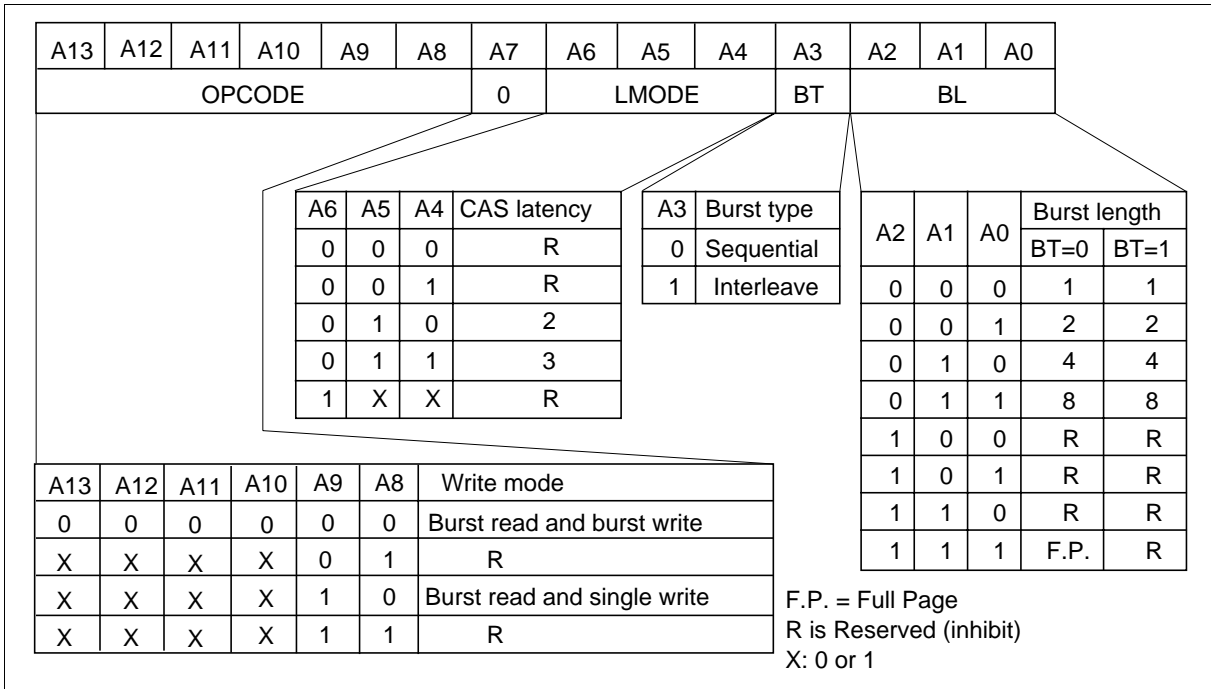 A13 A12 A11 A10 A9 A8 A7 A6 A5 A4 A3 A2 A1 A0
OPCODE 0 LMODE BT BL
A6 A5 A4 CAS latency
0 0 0 R
0 0 1 R
0 1 0 2
0 1 1 3
1 X X R
A3 Burst type
0 Sequential
1 Interleave
A2 A1 A0 Burst length
BT=0 BT=1
0 0 0 1 1
0 0 1 2 2
0 1 0 4 4
0 1 1 8 8
1 0 0 R R
1 0 1 R R
1 1 0 R R
1 1 1 F.P. R
A13 A12 A11 A10 A9 A8 Write mode
0 0 0 0 0 0 Burst read and burst write
X X X X 0 1 R
X X X X 1 0 Burst read and single write
X X X X 1 1 R
F.P. = Full Page
R is Reserved (inhibit)
X: 0 or 1